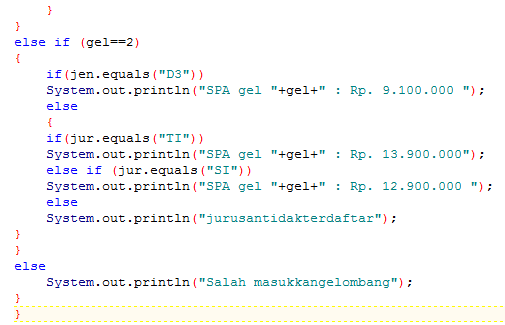 }
}
else if (gel==2)
{
if(jen.equals("D3"))
System.out.println("SPA gel "+gel+" : Rp. 9.100.000 ");
else
{
if(jur.equals("TI"))
System.out.println("SPA gel "+gel+" : Rp. 13.900.000");
else if (jur.equals("SI"))
System.out.println("SPA gel "+gel+" : Rp. 12.900.000 ");
else
System.out.println("jurusantidakterdaftar");
}
}
else
System.out.println("Salah masukkangelombang");
}
}